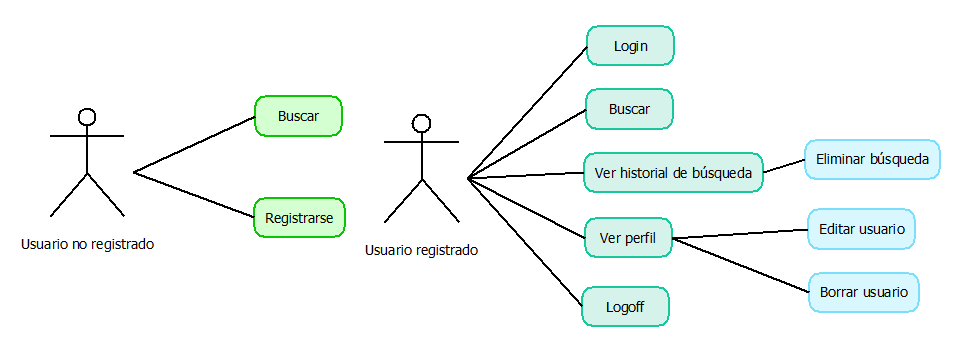 Buscar
Registrarse
Usuario no registrado
Login
Buscar
Ver historial de búsqueda
Eliminar búsqueda
Ver perfil
Editar usuario
Borrar usuario
Logoff
Usuario registrado